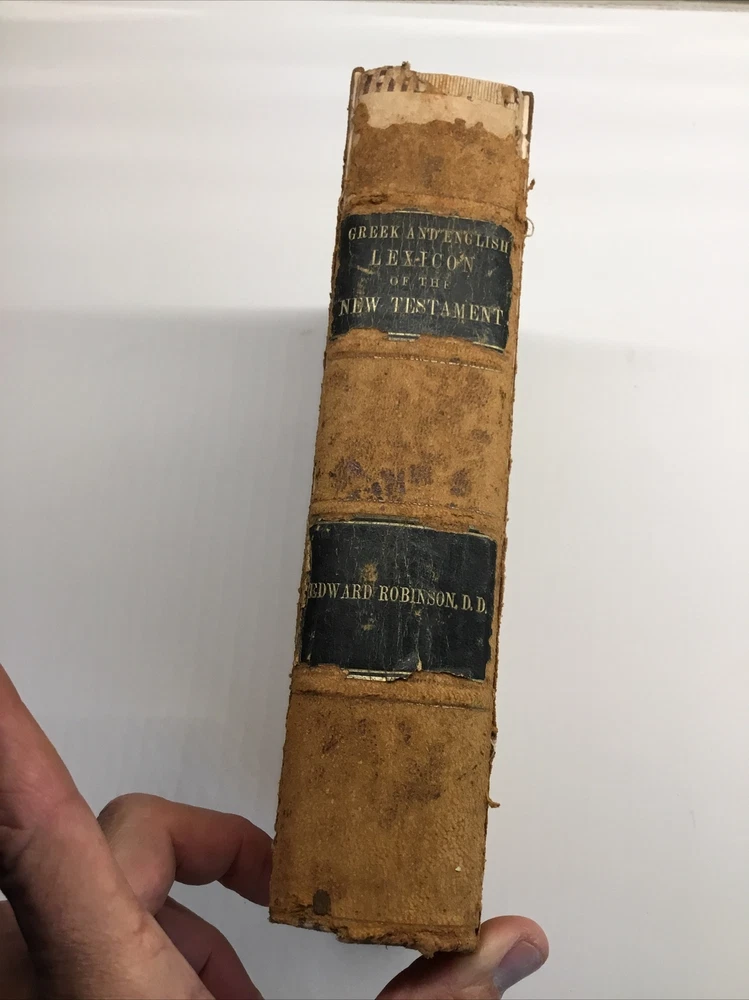 GREEK AND ENGLISH
LEXICON
OF THE
NEW TESTAMENT
EDWARD ROBINSON, D. D.